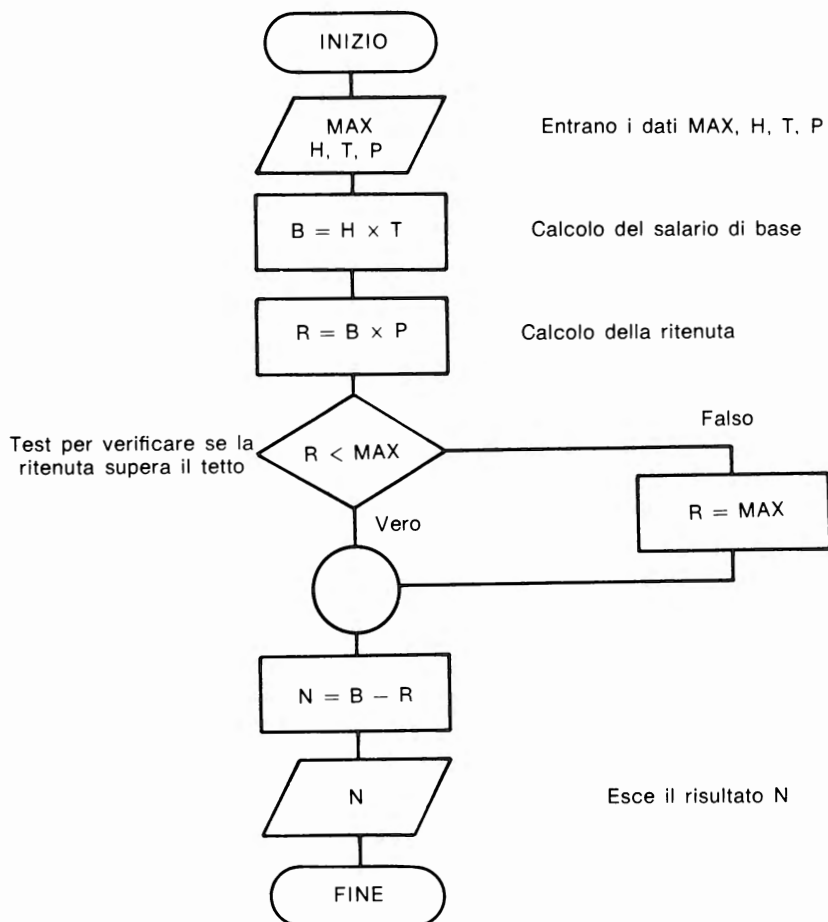 INIZIO
MAX
H, T, P
Entrano i dati MAX, H, T, P
B = H × T
Calcolo del salario di base
R = B × P
Calcolo della ritenuta
Test per verificare se la
ritenuta supera il tetto
R < MAX
Falso
R = MAX
Vero
N = B − R
N
Esce il risultato N
FINE